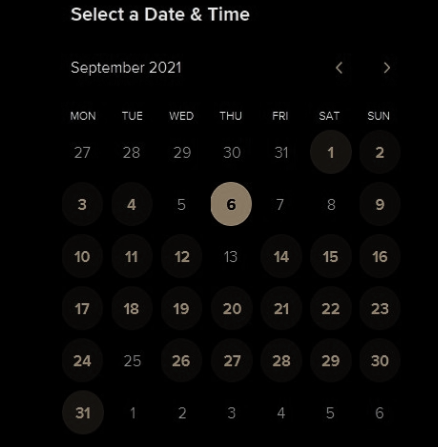 Select a Date & Time
September 2021
MON TUE WED THU FRI SAT SUN
27 28 29 30 31 1 2
3 4 5 6 7 8 9
10 11 12 13 14 15 16
17 18 19 20 21 22 23
24 25 26 27 28 29 30
31 1 2 3 4 5 6